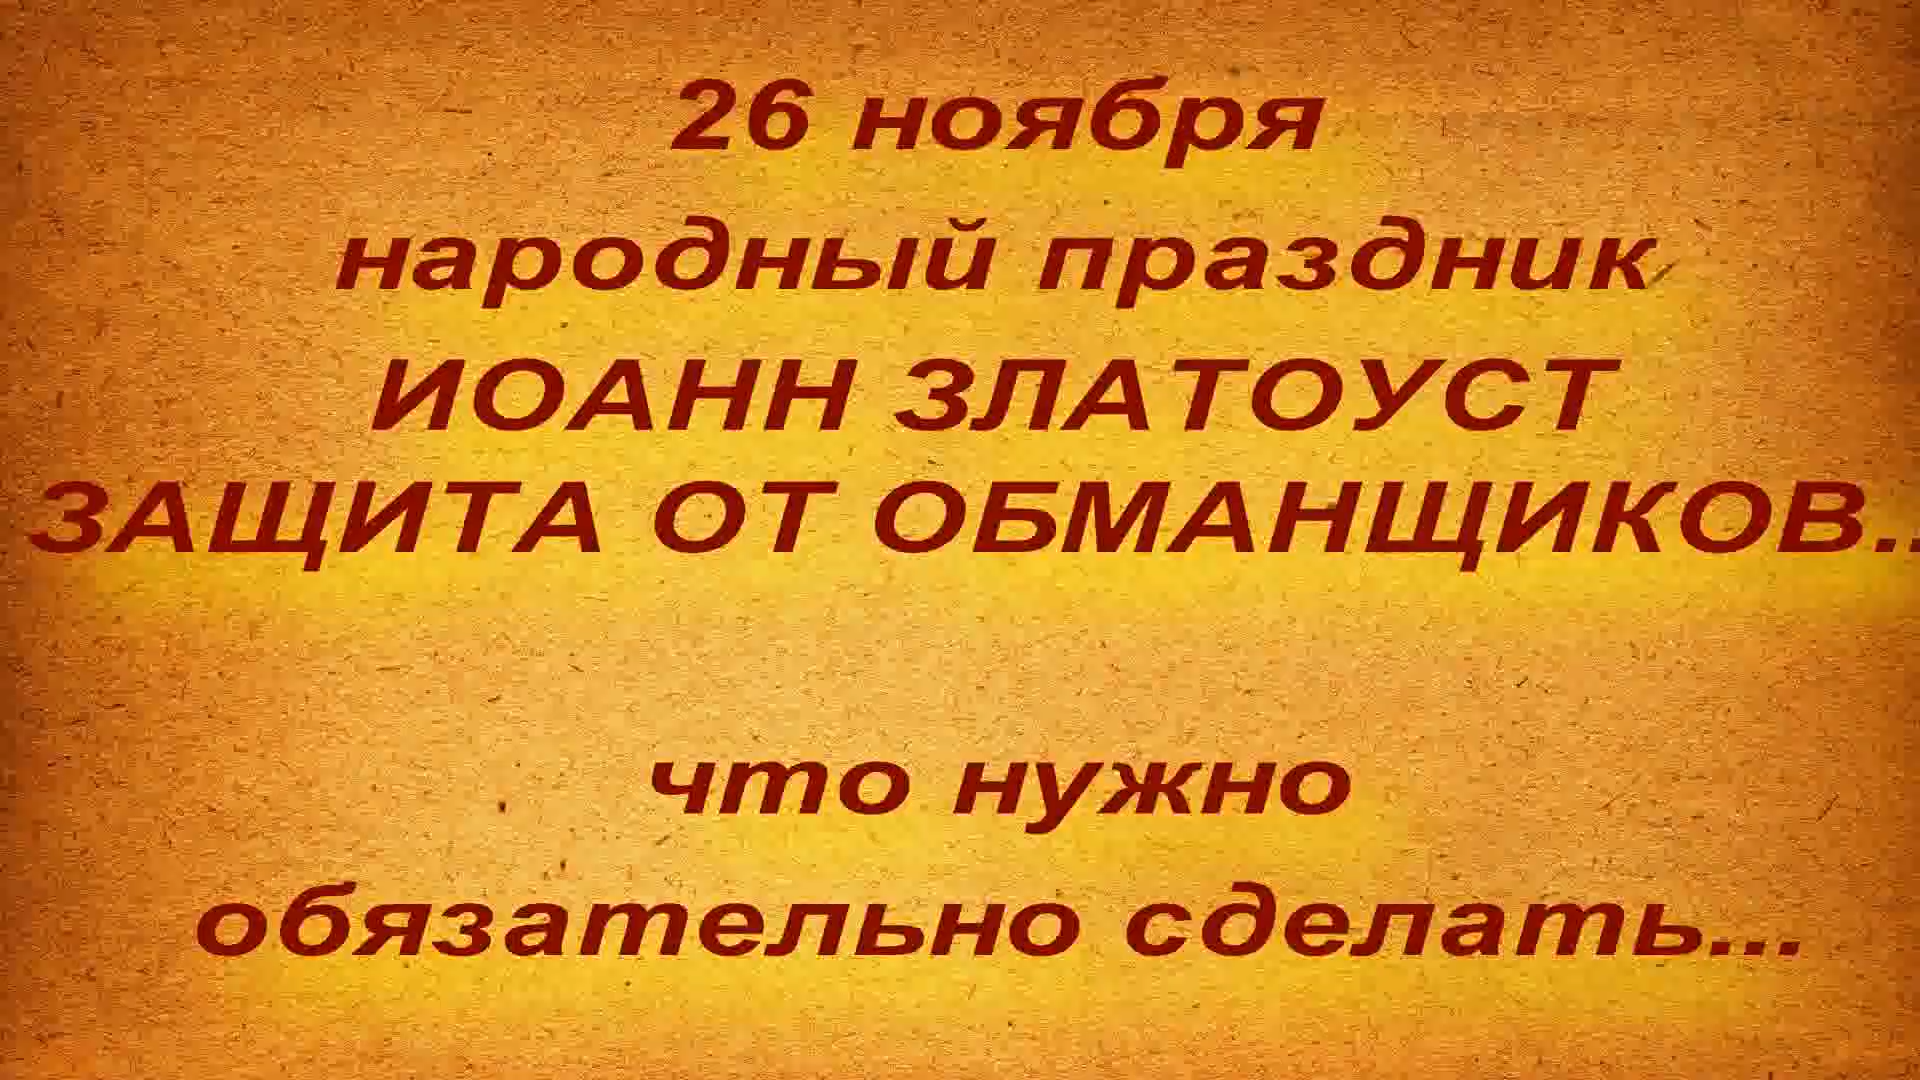 26 ноября
народный праздник
ИОАНН ЗЛАТОУСТ
ЗАЩИТА ОТ ОБМАНЩИКОВ..
что нужно
обязательно сделать...